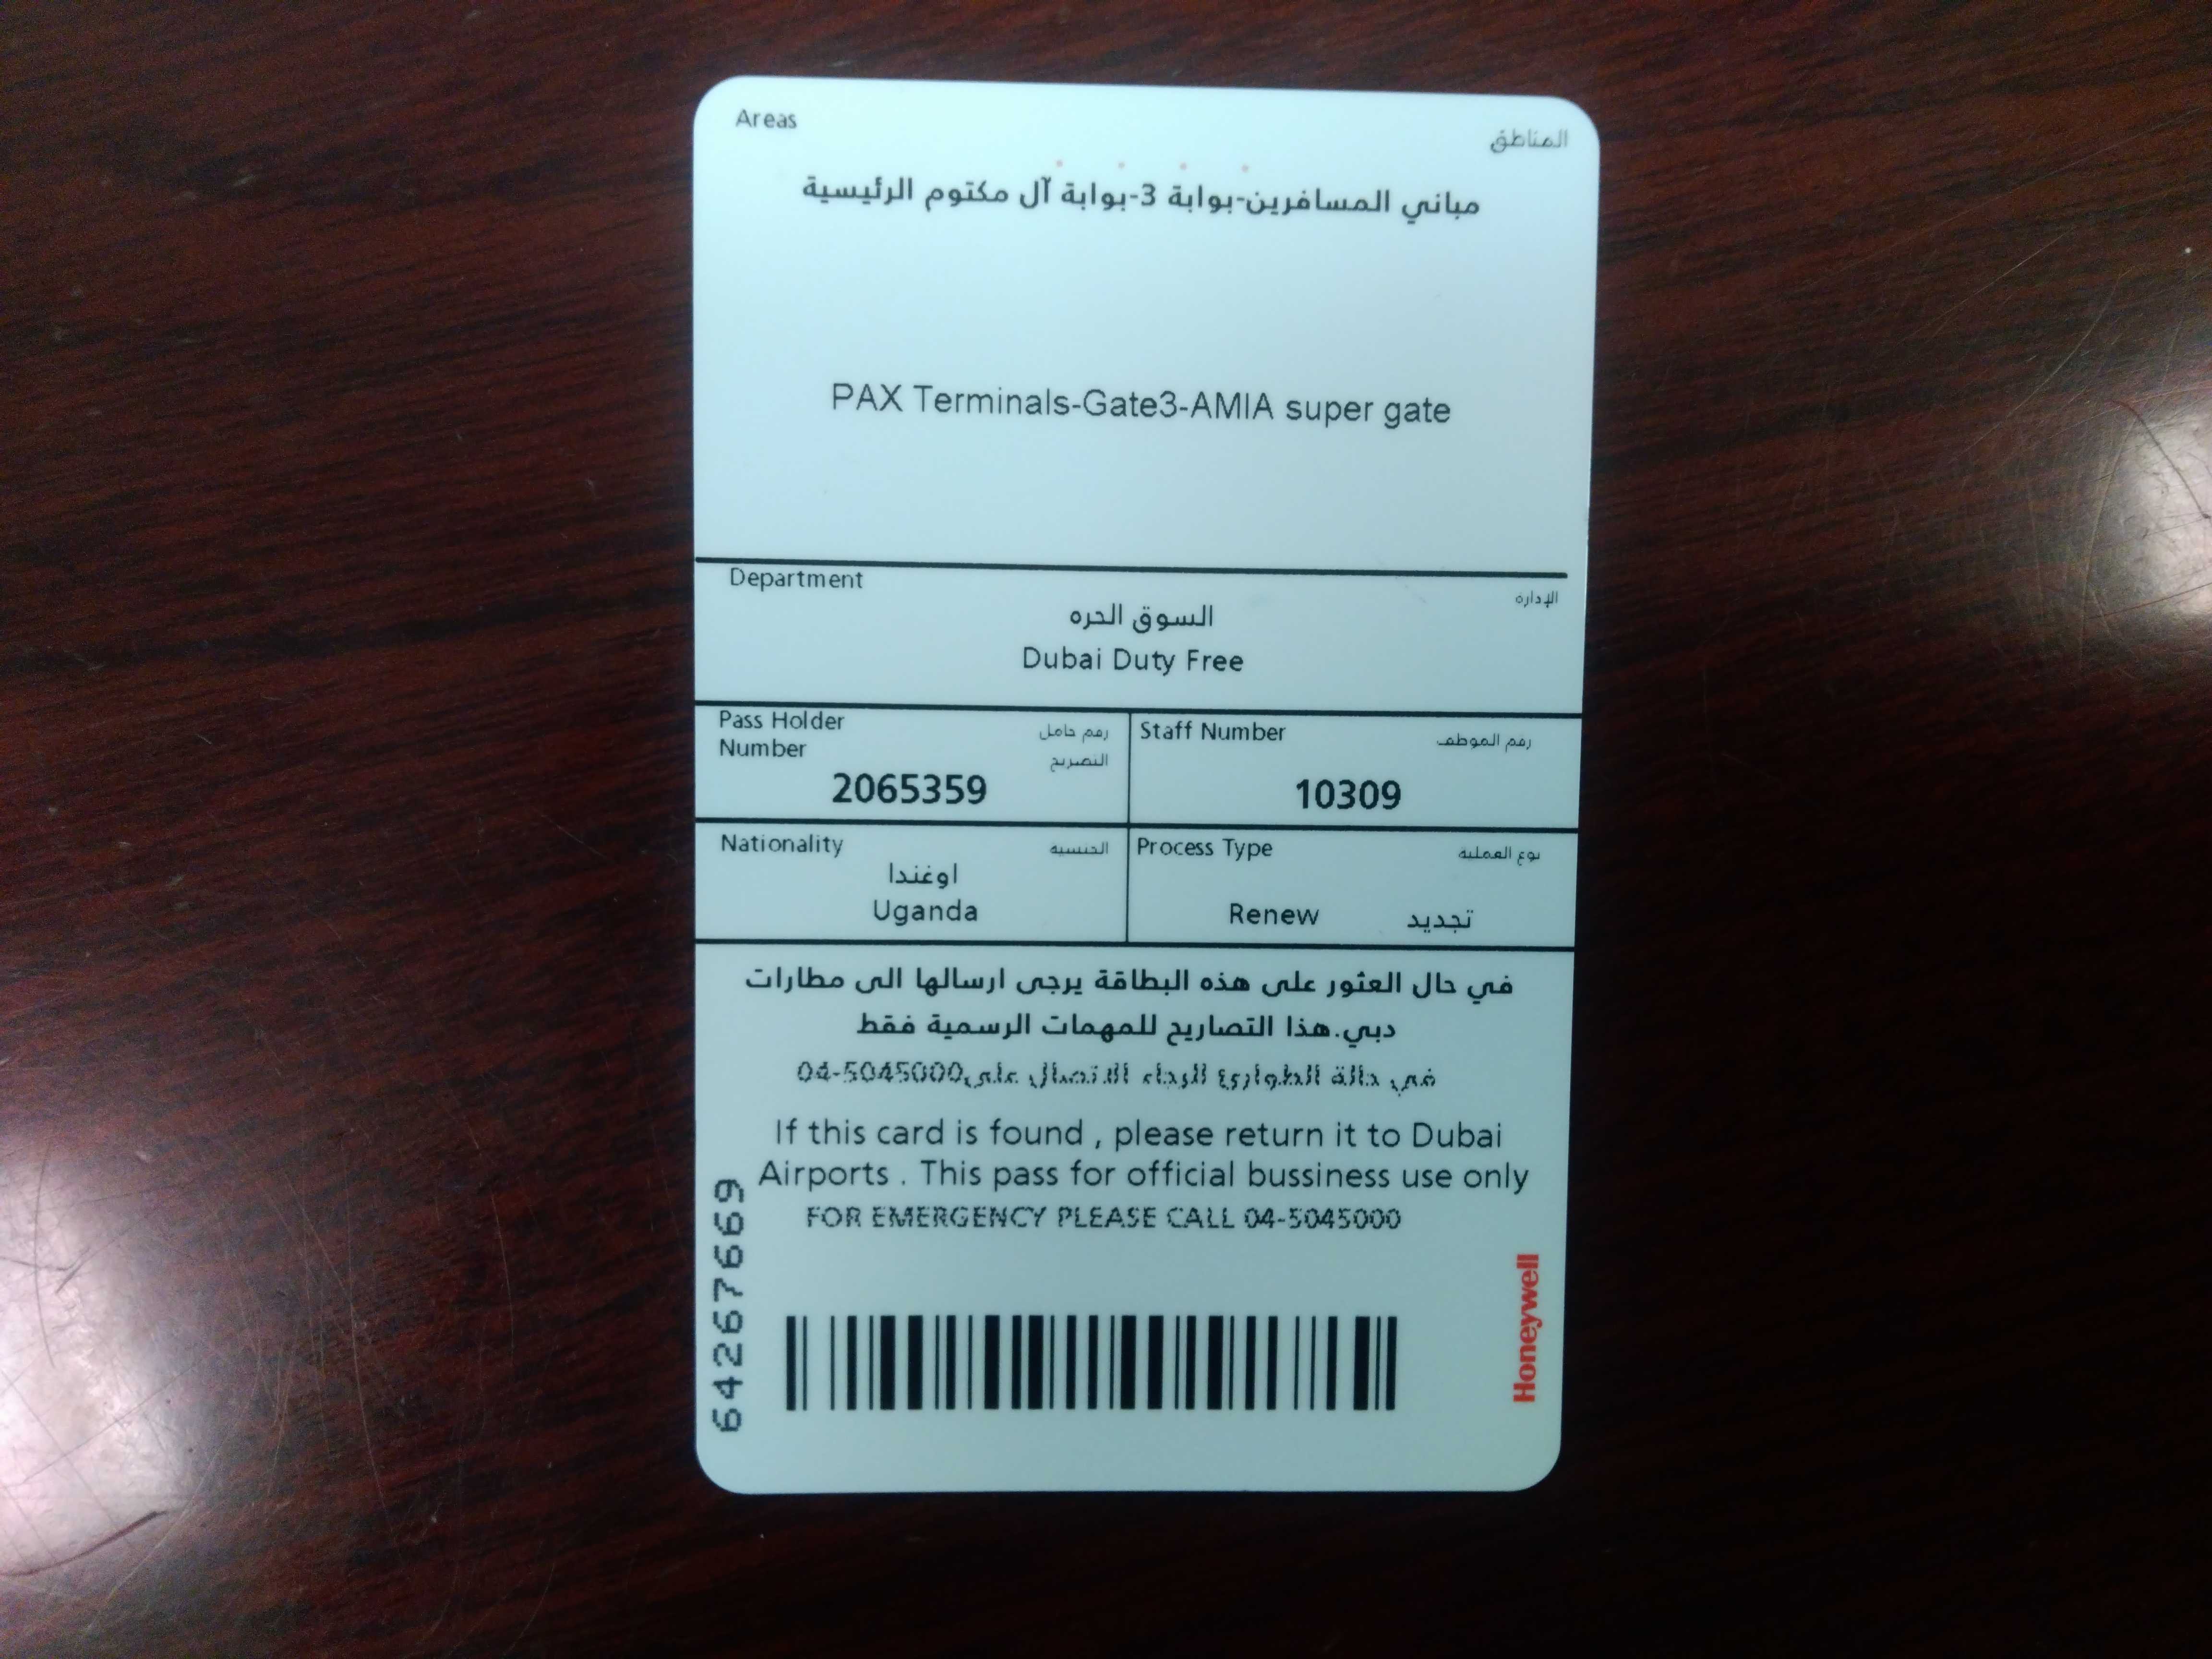 Areas
المناطق
مباني المسافرين-بوابة 3-بوابة آل مكتوم الرئيسية
PAX Terminals-Gate3-AMIA super gate
Department
الإدارة
السوق الحره
Dubai Duty Free
Pass Holder
Number
رقم حامل
التصريح
2065359
Staff Number
رقم الموظف
10309
Nationality
الجنسية
اوغندا
Uganda
Process Type
نوع العملية
Renew تجديد
في حال العثور على هذه البطاقة يرجى ارسالها الى مطارات
دبي.هذا التصاريح للمهمات الرسمية فقط
في حالة الطوارئ الرجاء الاتصال على04-5045000
If this card is found , please return it to Dubai
Airports . This pass for official bussiness use only
FOR EMERGENCY PLEASE CALL 04-5045000
64267669
Honeywell